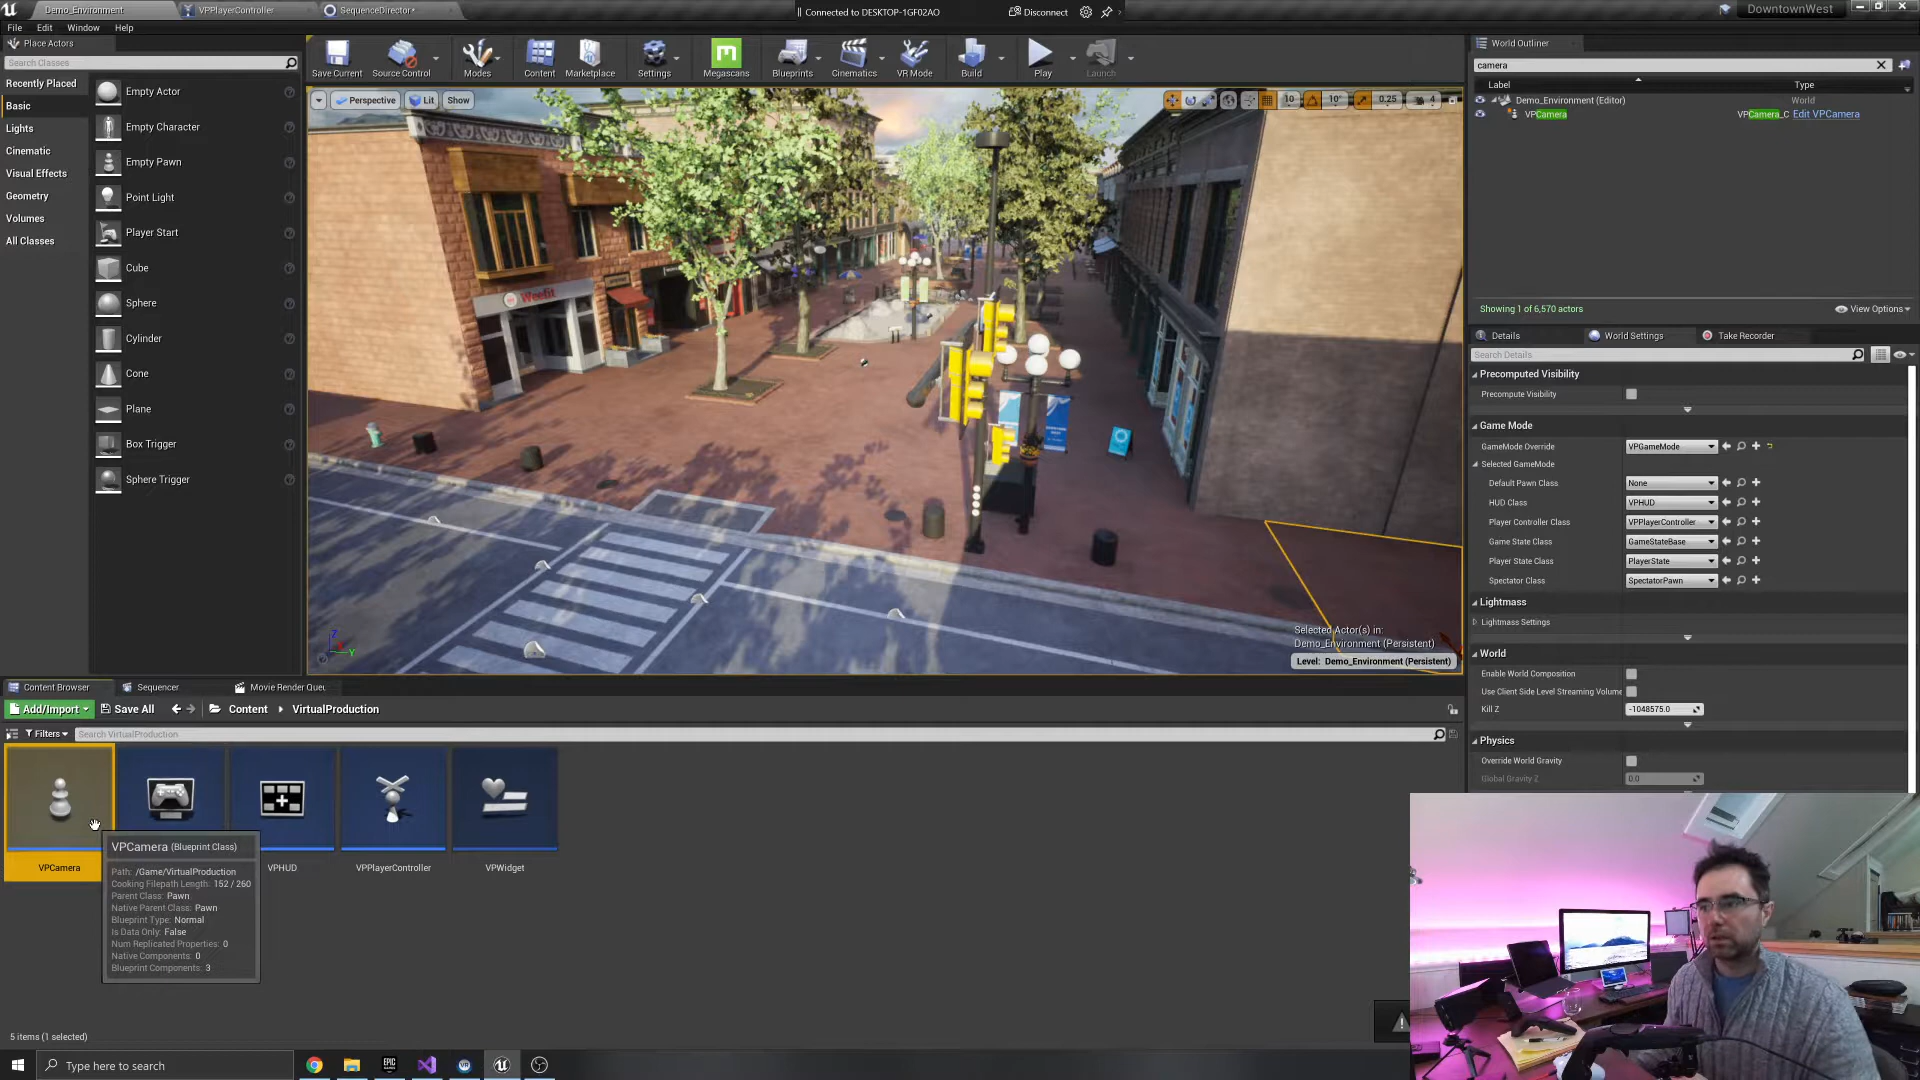 Demo_Environment
VPPlayerController
SequenceDirector*
Connected to DESKTOP-1GF02AO
Disconnect
DowntownWest
File Edit Window Help
Place Actors
Search Classes
Recently Placed
Basic
Lights
Cinematic
Visual Effects
Geometry
Volumes
All Classes
Empty Actor
Empty Character
Empty Pawn
Point Light
Player Start
Cube
Sphere
Cylinder
Cone
Plane
Box Trigger
Sphere Trigger
Save Current
Source Control
Modes
Content
Marketplace
Settings
Megascans
Blueprints
Cinematics
VR Mode
Build
Play
Launch
Perspective
Lit
Show
10
10°
0.25
4
Weefit
Selected Actor(s) in:
Demo_Environment (Persistent)
Level: Demo_Environment (Persistent)
World Outliner
camera
Label
Type
Demo_Environment (Editor)
World
VPCamera
VPCamera_C
Edit VPCamera
Showing 1 of 6,570 actors
View Options
Details
World Settings
Take Recorder
Search Details
Precomputed Visibility
Precompute Visibility
Game Mode
GameMode Override
VPGameMode
Selected GameMode
Default Pawn Class
None
HUD Class
VPHUD
Player Controller Class
VPPlayerController
Game State Class
GameStateBase
Player State Class
PlayerState
Spectator Class
SpectatorPawn
Lightmass
Lightmass Settings
World
Enable World Composition
Use Client Side Level Streaming Volume
Kill Z
-1048575.0
Physics
Override World Gravity
Global Gravity Z
0.0
Content Browser
Sequencer
Movie Render Queu
Add/Import
Save All
Content
VirtualProduction
Filters
Search VirtualProduction
VPCamera
VPHUD
VPPlayerController
VPWidget
VPCamera (Blueprint Class)
Path: /Game/VirtualProduction
Cooking Filepath Length: 152 / 260
Parent Class: Pawn
Native Parent Class: Pawn
Blueprint Type: Normal
Is Data Only: False
Num Replicated Properties: 0
Native Components: 0
Blueprint Components: 3
5 items (1 selected)
Type here to search